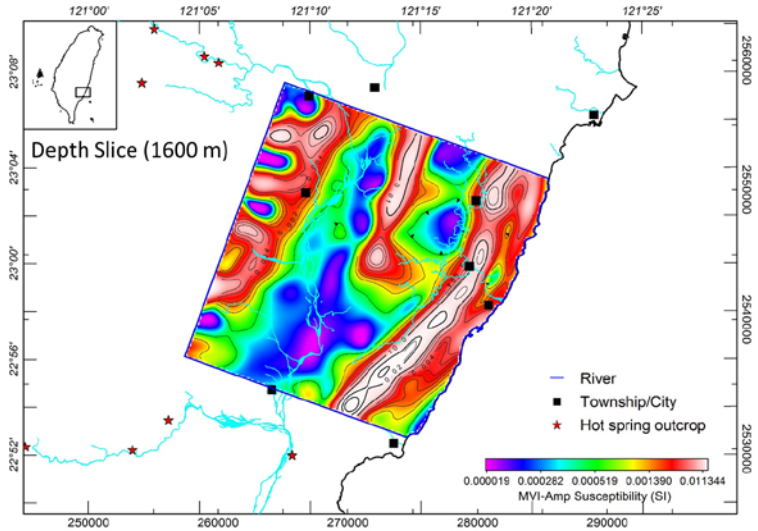 121°00' 121°05' 121°10' 121°15' 121°20' 121°25'
23°08'
23°04'
23°00'
22°56'
22°52'
2560000
2550000
2540000
2530000
Depth Slice (1600 m)
River
Township/City
Hot spring outcrop
0.000019 0.000282 0.000519 0.001390 0.011344
MVI-Amp Susceptibility (SI)
250000 260000 270000 280000 290000